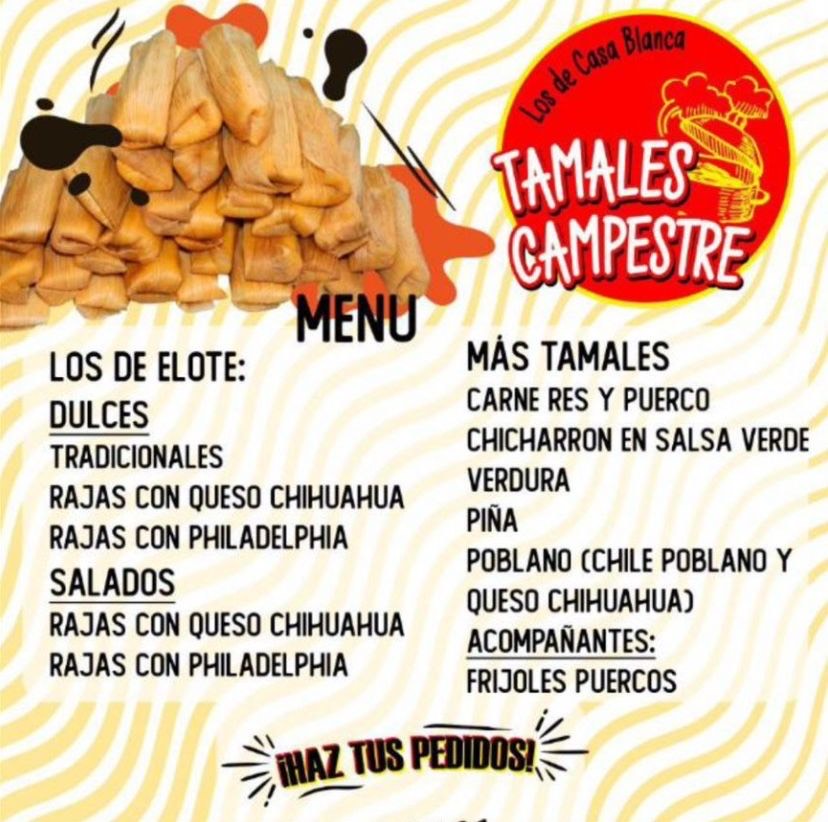 Los de Casa Blanca
TAMALES
CAMPESTRE
MENU
LOS DE ELOTE:
DULCES
TRADICIONALES
RAJAS CON QUESO CHIHUAHUA
RAJAS CON PHILADELPHIA
SALADOS
RAJAS CON QUESO CHIHUAHUA
RAJAS CON PHILADELPHIA
MÁS TAMALES
CARNE RES Y PUERCO
CHICHARRON EN SALSA VERDE
VERDURA
PIÑA
POBLANO (CHILE POBLANO Y
QUESO CHIHUAHUA)
ACOMPAÑANTES:
FRIJOLES PUERCOS
¡HAZ TUS PEDIDOS!